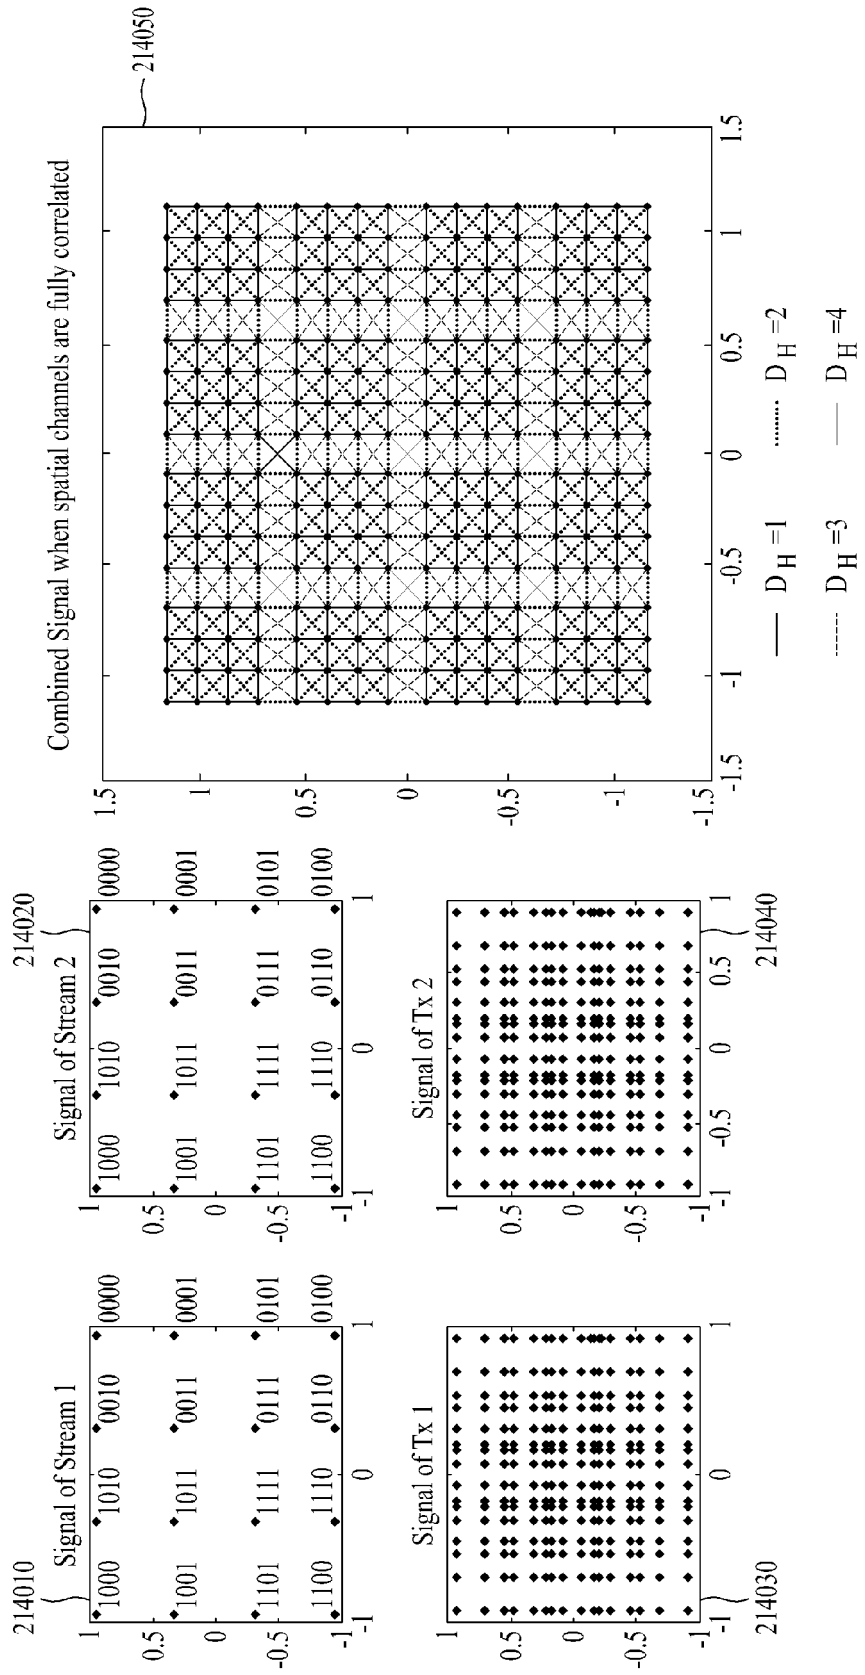 214010
Signal of Stream 1
1000 1010 0010 0000
1001 1011 0011 0001
1101 1111 0111 0101
1100 1110 0110 0100
1
0.5
0
-0.5
-1
-1 0 1
214020
Signal of Stream 2
1000 1010 0010 0000
1001 1011 0011 0001
1101 1111 0111 0101
1100 1110 0110 0100
1
0.5
0
-0.5
-1
-1 0 1
Signal of Tx 1
1
0.5
0
-0.5
-1
-1 0 1
214030
Signal of Tx 2
1
0.5
0
-0.5
-1
-1 -0.5 0 0.5 1
214040
Combined Signal when spatial channels are fully correlated
214050
1.5
1
0.5
0
-0.5
-1
-1.5
-1.5 -1 -0.5 0 0.5 1 1.5
D_H=1 D_H=2
D_H=3 D_H=4